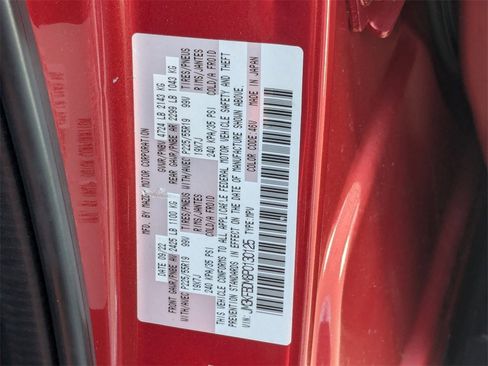 MFD. BY MAZDA MOTOR CORPORATION
DATE 09/22 GVWR/PNBV 4724 LB 2143 KG
FRONT GAWR/PNBE AV 2425 LB 1100 KG REAR GAWR/PNBE AR 2299 LB 1043 KG
WITH/AVEC P225/55R19 99V TIRES/PNEUS WITH/AVEC P225/55R19 99V TIRES/PNEUS
19X7J RIMS/JANTES 19X7J RIMS/JANTES
240 KPA/35 PSI COLD/A FROID 240 KPA/35 PSI COLD/A FROID
THIS VEHICLE CONFORMS TO ALL APPLICABLE FEDERAL MOTOR VEHICLE SAFETY AND THEFT
PREVENTION STANDARDS IN EFFECT ON THE DATE OF MANUFACTURE SHOWN ABOVE.
VIN: TYPE:MPV COLOR CODE:46V MADE IN JAPAN